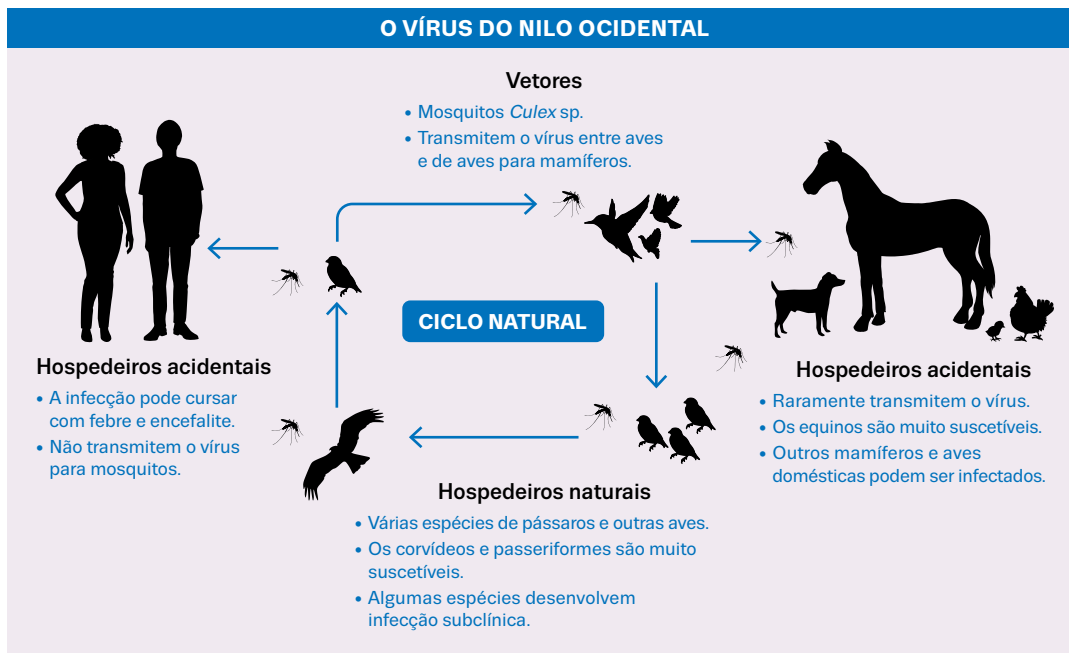 O VÍRUS DO NILO OCIDENTAL
Vetores
• Mosquitos Culex sp.
• Transmitem o vírus entre aves
e de aves para mamíferos.
CICLO NATURAL
Hospedeiros acidentais
• A infecção pode cursar
com febre e encefalite.
• Não transmitem o vírus
para mosquitos.
Hospedeiros acidentais
• Raramente transmitem o vírus.
• Os equinos são muito suscetíveis.
• Outros mamíferos e aves
domésticas podem ser infectados.
Hospedeiros naturais
• Várias espécies de pássaros e outras aves.
• Os corvídeos e passeriformes são muito
suscetíveis.
• Algumas espécies desenvolvem
infecção subclínica.